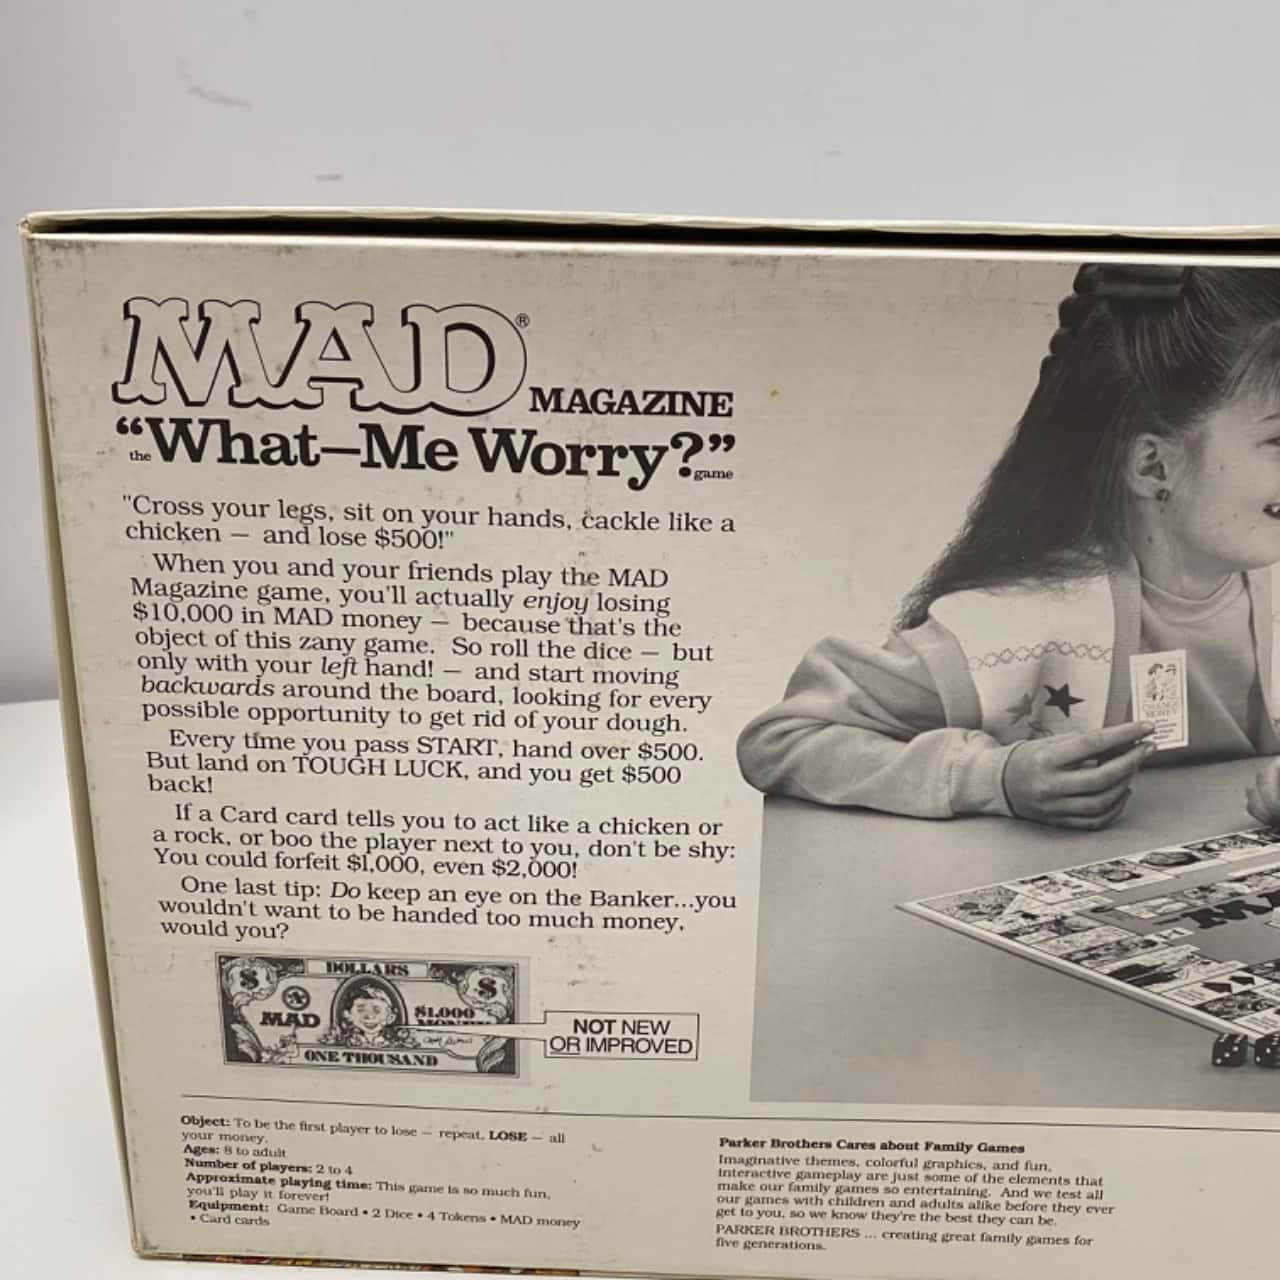 MAD®
MAGAZINE
the "What—Me Worry?" game
"Cross your legs, sit on your hands, cackle like a
chicken — and lose $500!"
When you and your friends play the MAD
Magazine game, you'll actually enjoy losing
$10,000 in MAD money — because that's the
object of this zany game. So roll the dice — but
only with your left hand! — and start moving
backwards around the board, looking for every
possible opportunity to get rid of your dough.
Every time you pass START, hand over $500.
But land on TOUGH LUCK, and you get $500
back!
If a Card card tells you to act like a chicken or
a rock, or boo the player next to you, don't be shy:
You could forfeit $1,000, even $2,000!
One last tip: Do keep an eye on the Banker...you
wouldn't want to be handed too much money,
would you?
DOLLARS
$ $
MAD
$1,000
MONEY
ONE THOUSAND
NOT NEW
OR IMPROVED
Object: To be the first player to lose — repeat, LOSE — all
your money.
Ages: 8 to adult
Number of players: 2 to 4
Approximate playing time: This game is so much fun,
you'll play it forever!
Equipment: Game Board • 2 Dice • 4 Tokens • MAD money
• Card cards
Parker Brothers Cares about Family Games
Imaginative themes, colorful graphics, and fun,
interactive gameplay are just some of the elements that
make our family games so entertaining. And we test all
our games with children and adults alike before they ever
get to you, so we know they're the best they can be.
PARKER BROTHERS ... creating great family games for
five generations.